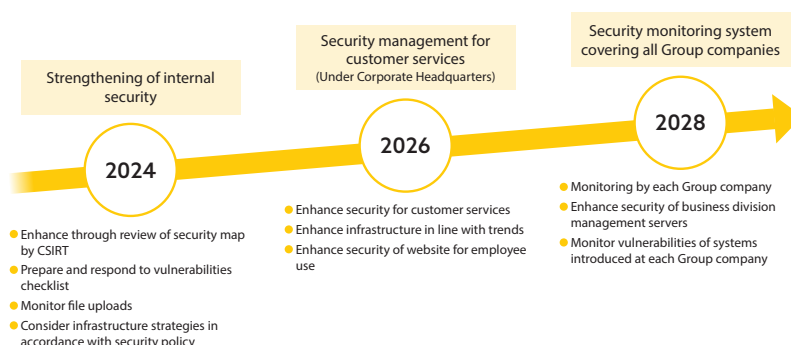 Strengthening of internal
security
2024
● Enhance through review of security map
by CSIRT
● Prepare and respond to vulnerabilities
checklist
● Monitor file uploads
● Consider infrastructure strategies in
accordance with security policy
Security management for
customer services
(Under Corporate Headquarters)
2026
● Enhance security for customer services
● Enhance infrastructure in line with trends
● Enhance security of website for employee
use
Security monitoring system
covering all Group companies
2028
● Monitoring by each Group company
● Enhance security of business division
management servers
● Monitor vulnerabilities of systems
introduced at each Group company